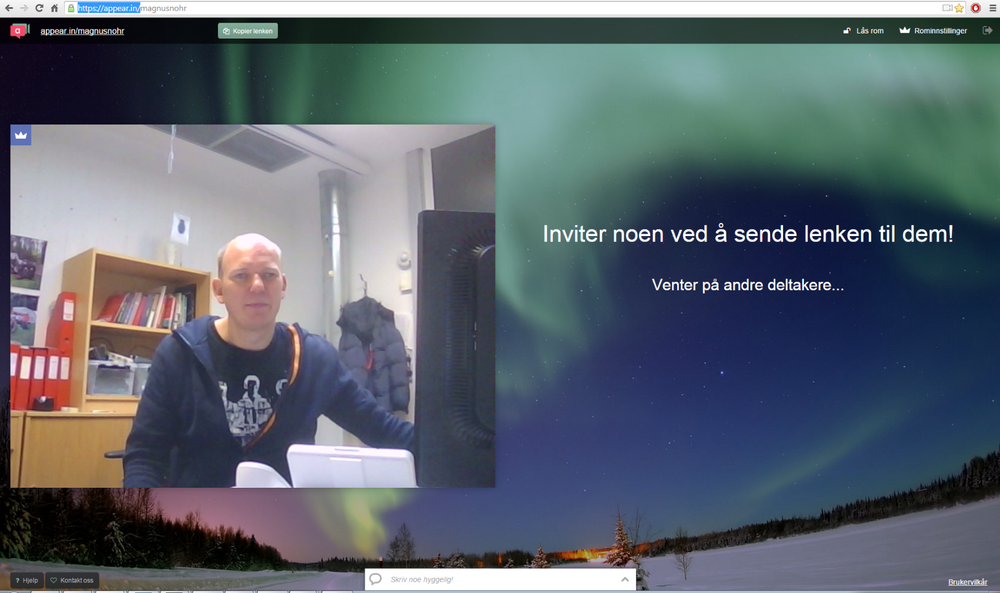 https://appear.in/magnusnohr
a
appear.in/magnusnohr
Kopier lenken
Lås rom
Rominnstillinger
Inviter noen ved å sende lenken til dem!
Venter på andre deltakere...
? Hjelp
Kontakt oss
Skriv noe hyggelig!
Brukervilkår